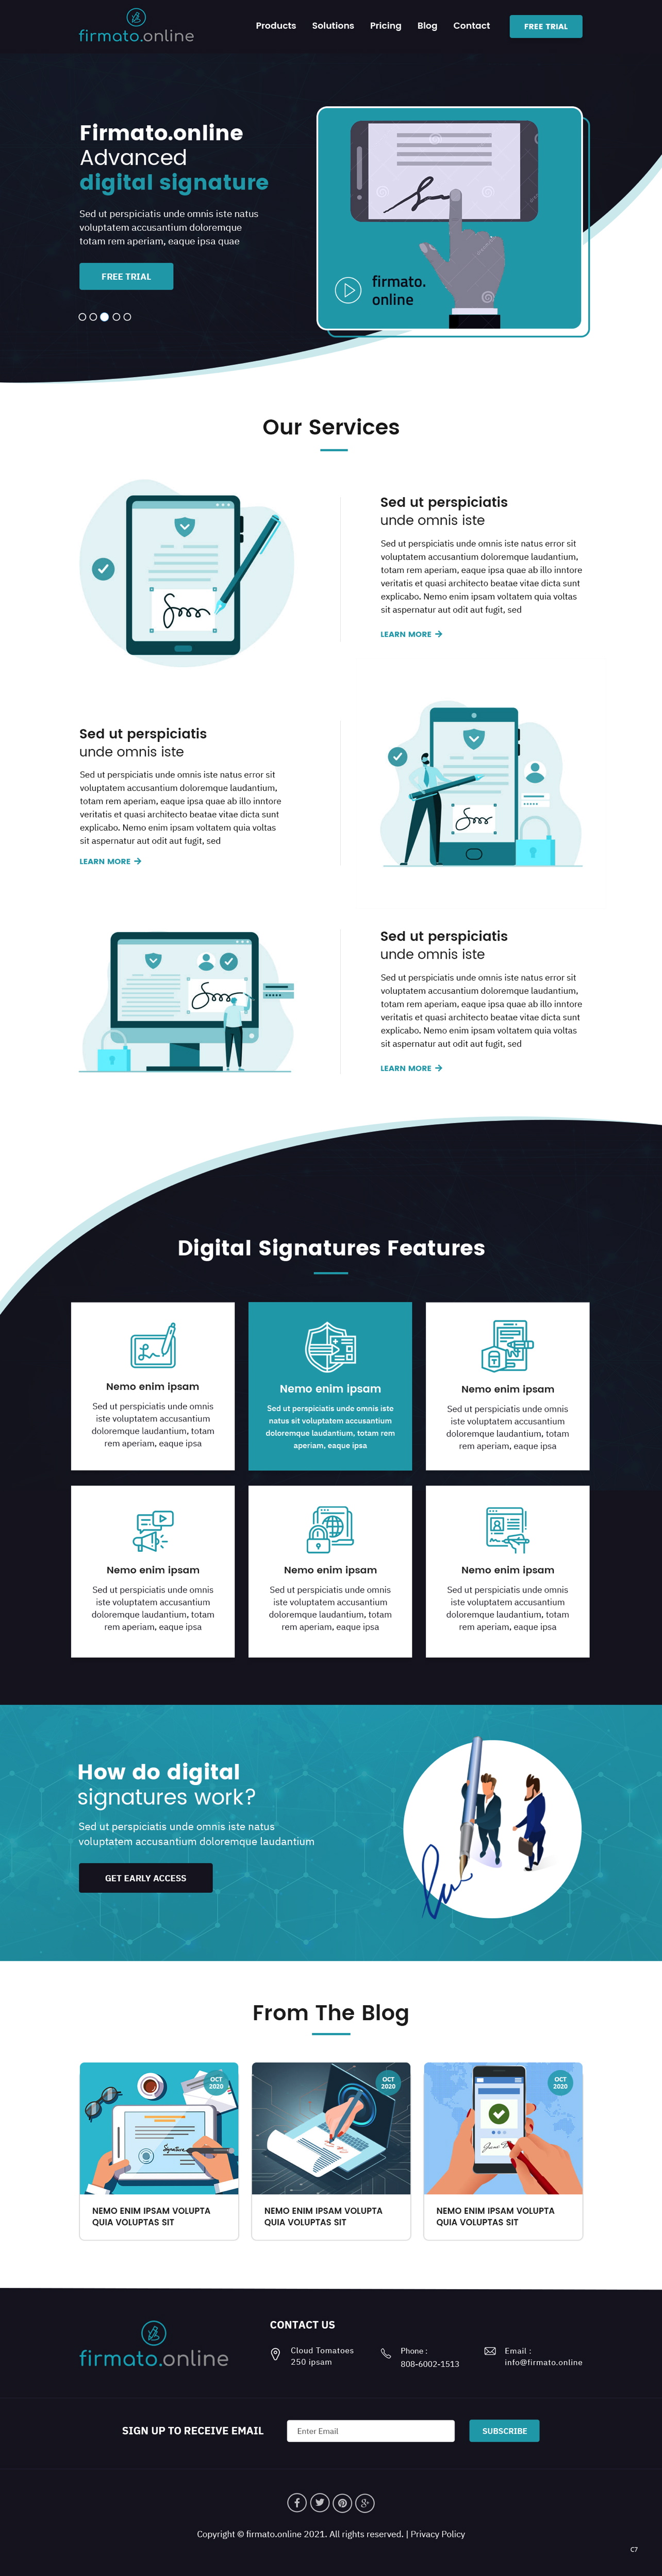 firmato.online
Products Solutions Pricing Blog Contact FREE TRIAL
Firmato.online
Advanced
digital signature
Sed ut perspiciatis unde omnis iste natus
voluptatem accusantium doloremque
totam rem aperiam, eaque ipsa quae
FREE TRIAL
firmato.
online
Our Services
Sed ut perspiciatis
unde omnis iste
Sed ut perspiciatis unde omnis iste natus error sit
voluptatem accusantium doloremque laudantium,
totam rem aperiam, eaque ipsa quae ab illo inntore
veritatis et quasi architecto beatae vitae dicta sunt
explicabo. Nemo enim ipsam voltatem quia voltas
sit aspernatur aut odit aut fugit, sed
LEARN MORE
Sed ut perspiciatis
unde omnis iste
Sed ut perspiciatis unde omnis iste natus error sit
voluptatem accusantium doloremque laudantium,
totam rem aperiam, eaque ipsa quae ab illo inntore
veritatis et quasi architecto beatae vitae dicta sunt
explicabo. Nemo enim ipsam voltatem quia voltas
sit aspernatur aut odit aut fugit, sed
LEARN MORE
Sed ut perspiciatis
unde omnis iste
Sed ut perspiciatis unde omnis iste natus error sit
voluptatem accusantium doloremque laudantium,
totam rem aperiam, eaque ipsa quae ab illo inntore
veritatis et quasi architecto beatae vitae dicta sunt
explicabo. Nemo enim ipsam voluptatem quia voltas
sit aspernatur aut odit aut fugit, sed
LEARN MORE
Digital Signatures Features
Nemo enim ipsam
Sed ut perspiciatis unde omnis
iste voluptatem accusantium
doloremque laudantium, totam
rem aperiam, eaque ipsa
Nemo enim ipsam
Sed ut perspiciatis unde omnis iste
natus sit voluptatem accusantium
doloremque laudantium, totam rem
aperiam, eaque ipsa
Nemo enim ipsam
Sed ut perspiciatis unde omnis
iste voluptatem accusantium
doloremque laudantium, totam
rem aperiam, eaque ipsa
Nemo enim ipsam
Sed ut perspiciatis unde omnis
iste voluptatem accusantium
doloremque laudantium, totam
rem aperiam, eaque ipsa
Nemo enim ipsam
Sed ut perspiciatis unde omnis
iste voluptatem accusantium
doloremque laudantium, totam
rem aperiam, eaque ipsa
Nemo enim ipsam
Sed ut perspiciatis unde omnis
iste voluptatem accusantium
doloremque laudantium, totam
rem aperiam, eaque ipsa
How do digital
signatures work?
Sed ut perspiciatis unde omnis iste natus
voluptatem accusantium doloremque laudantium
GET EARLY ACCESS
From The Blog
OCT
2020
Signature
NEMO ENIM IPSAM VOLUPTA
QUIA VOLUPTAS SIT
OCT
2020
NEMO ENIM IPSAM VOLUPTA
QUIA VOLUPTAS SIT
OCT
2020
NEMO ENIM IPSAM VOLUPTA
QUIA VOLUPTAS SIT
firmato.online
CONTACT US
Cloud Tomatoes
250 ipsam
Phone :
808-6002-1513
Email :
info@firmato.online
SIGN UP TO RECEIVE EMAIL
Enter Email
SUBSCRIBE
Copyright © firmato.online 2021. All rights reserved. | Privacy Policy
C7